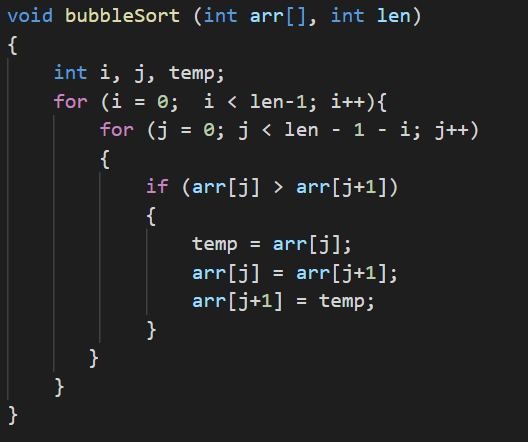 void bubbleSort (int arr[], int len)
{
    int i, j, temp;
    for (i = 0;  i < len-1; i++){
        for (j = 0; j < len - 1 - i; j++)
        {
            if (arr[j] > arr[j+1])
            {
                temp = arr[j];
                arr[j] = arr[j+1];
                arr[j+1] = temp;
            }
       }
    }
}